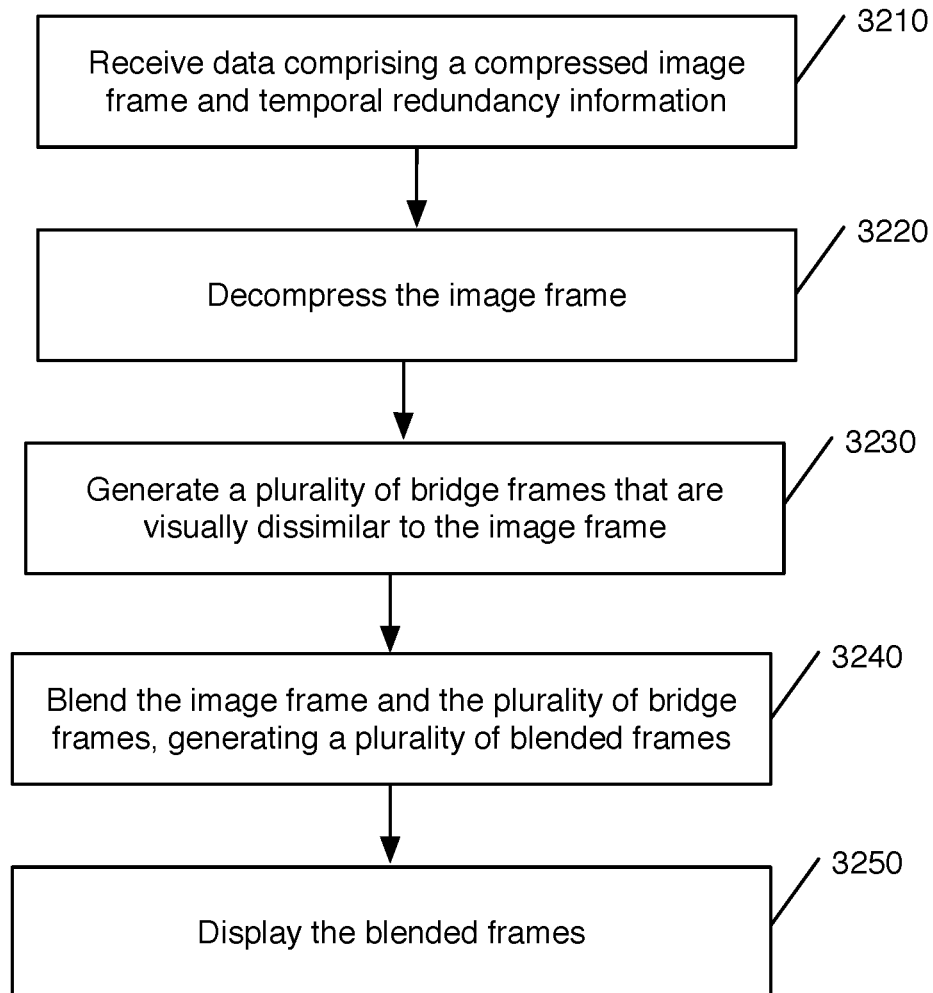 3210
Receive data comprising a compressed image
frame and temporal redundancy information
3220
Decompress the image frame
3230
Generate a plurality of bridge frames that are
visually dissimilar to the image frame
3240
Blend the image frame and the plurality of bridge
frames, generating a plurality of blended frames
3250
Display the blended frames